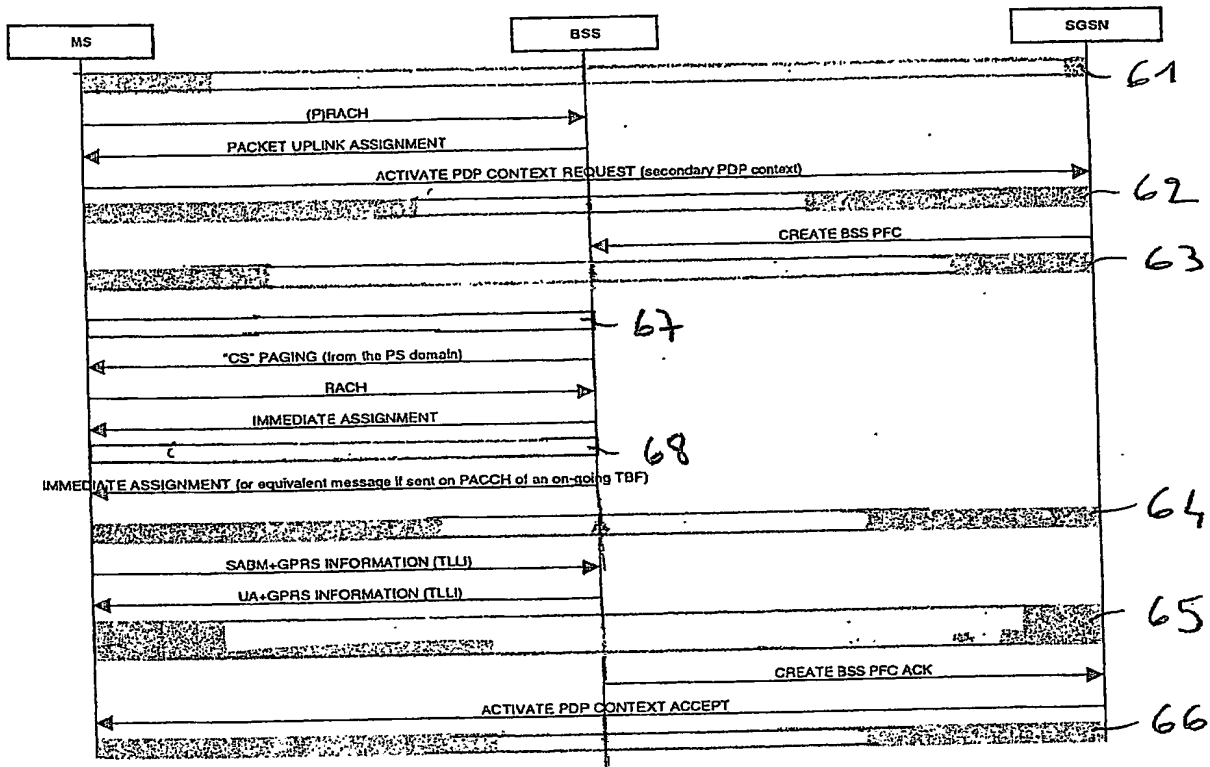 MS
BSS
SGSN
61
(P)RACH
PACKET UPLINK ASSIGNMENT
ACTIVATE PDP CONTEXT REQUEST (secondary PDP context)
62
CREATE BSS PFC
63
67
"CS" PAGING (from the PS domain)
RACH
IMMEDIATE ASSIGNMENT
68
IMMEDIATE ASSIGNMENT (or equivalent message if sent on PACCH of an on-going TBF)
64
SABM+GPRS INFORMATION (TLLI)
UA+GPRS INFORMATION (TLLI)
65
CREATE BSS PFC ACK
ACTIVATE PDP CONTEXT ACCEPT
66